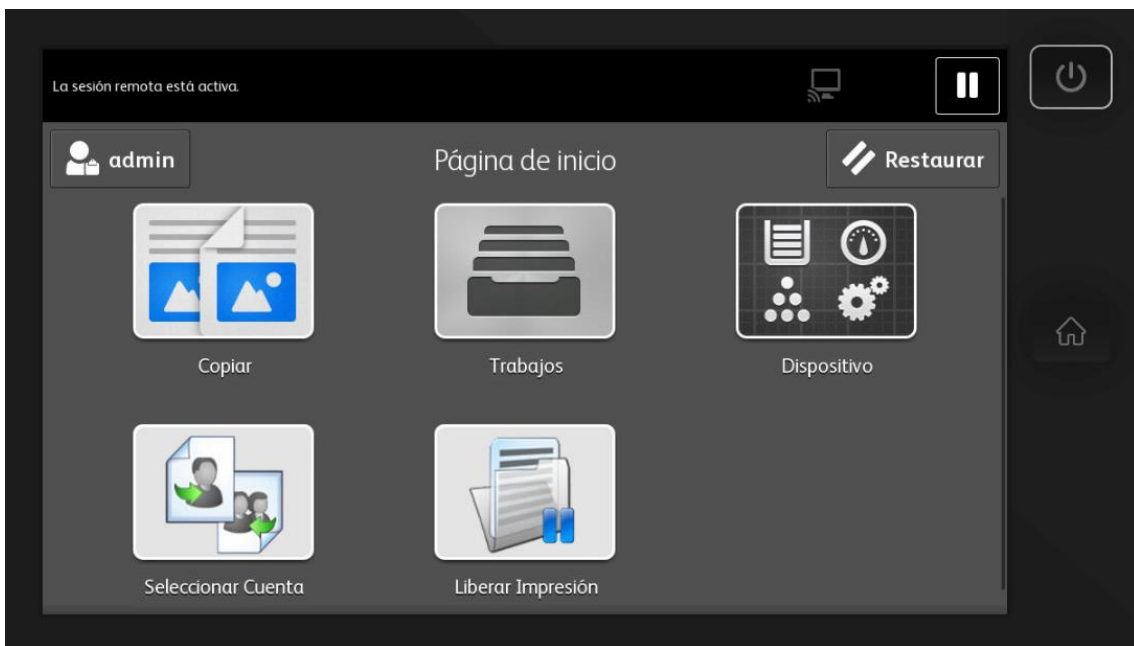 La sesión remota está activa.
admin
Página de inicio
Restaurar
Copiar
Trabajos
Dispositivo
Seleccionar Cuenta
Liberar Impresión